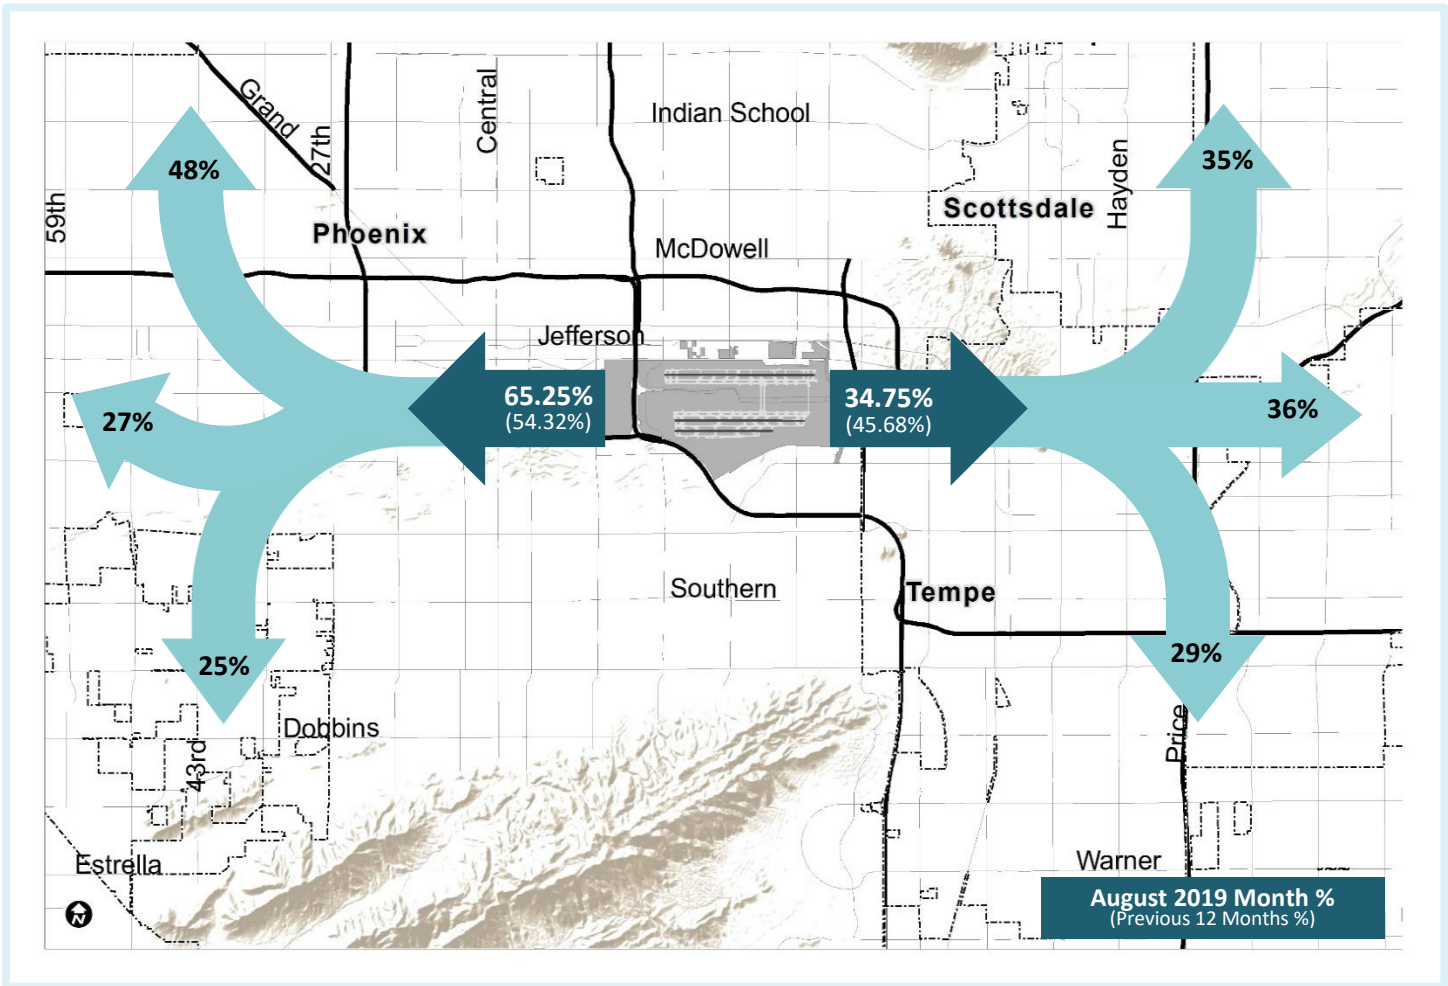 Grand
27th
Central
Indian School
Hayden
35%
48%
59th
Phoenix
Scottsdale
McDowell
Jefferson
65.25%
(54.32%)
34.75%
(45.68%)
27%
36%
Southern
Tempe
25%
29%
Dobbins
43rd
Price
Estrella
Warner
August 2019 Month %
(Previous 12 Months %)
N